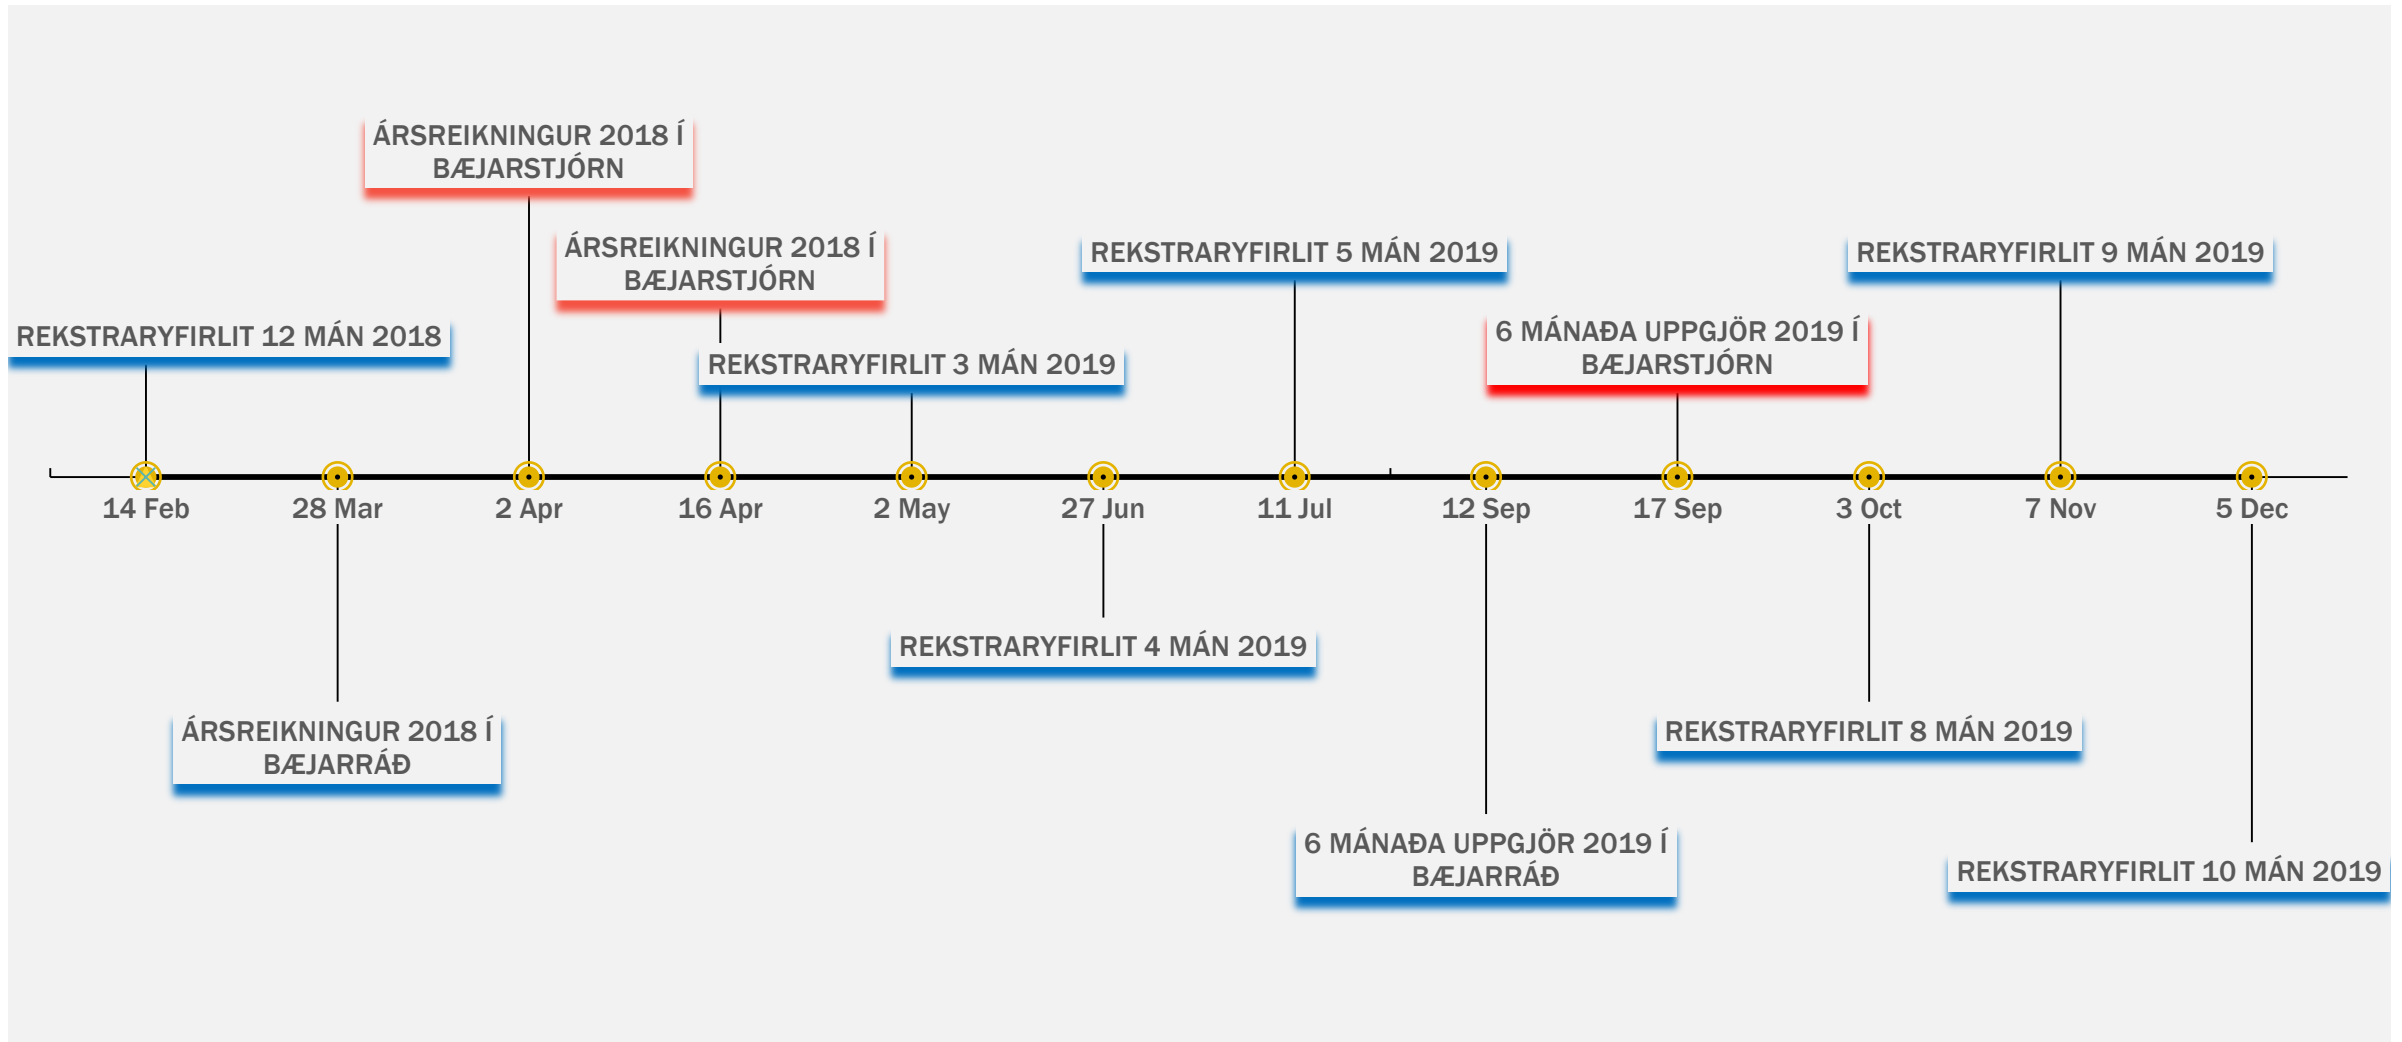 ÁRSREIKNINGUR 2018 Í
BÆJARSTJÓRN
ÁRSREIKNINGUR 2018 Í
BÆJARSTJÓRN
REKSTRARYFIRLIT 5 MÁN 2019
REKSTRARYFIRLIT 9 MÁN 2019
REKSTRARYFIRLIT 12 MÁN 2018
REKSTRARYFIRLIT 3 MÁN 2019
6 MÁNAÐA UPPGJÖR 2019 Í
BÆJARSTJÓRN
14 Feb
28 Mar
2 Apr
16 Apr
2 May
27 Jun
11 Jul
12 Sep
17 Sep
3 Oct
7 Nov
5 Dec
REKSTRARYFIRLIT 4 MÁN 2019
ÁRSREIKNINGUR 2018 Í
BÆJARRÁÐ
REKSTRARYFIRLIT 8 MÁN 2019
6 MÁNAÐA UPPGJÖR 2019 Í
BÆJARRÁÐ
REKSTRARYFIRLIT 10 MÁN 2019